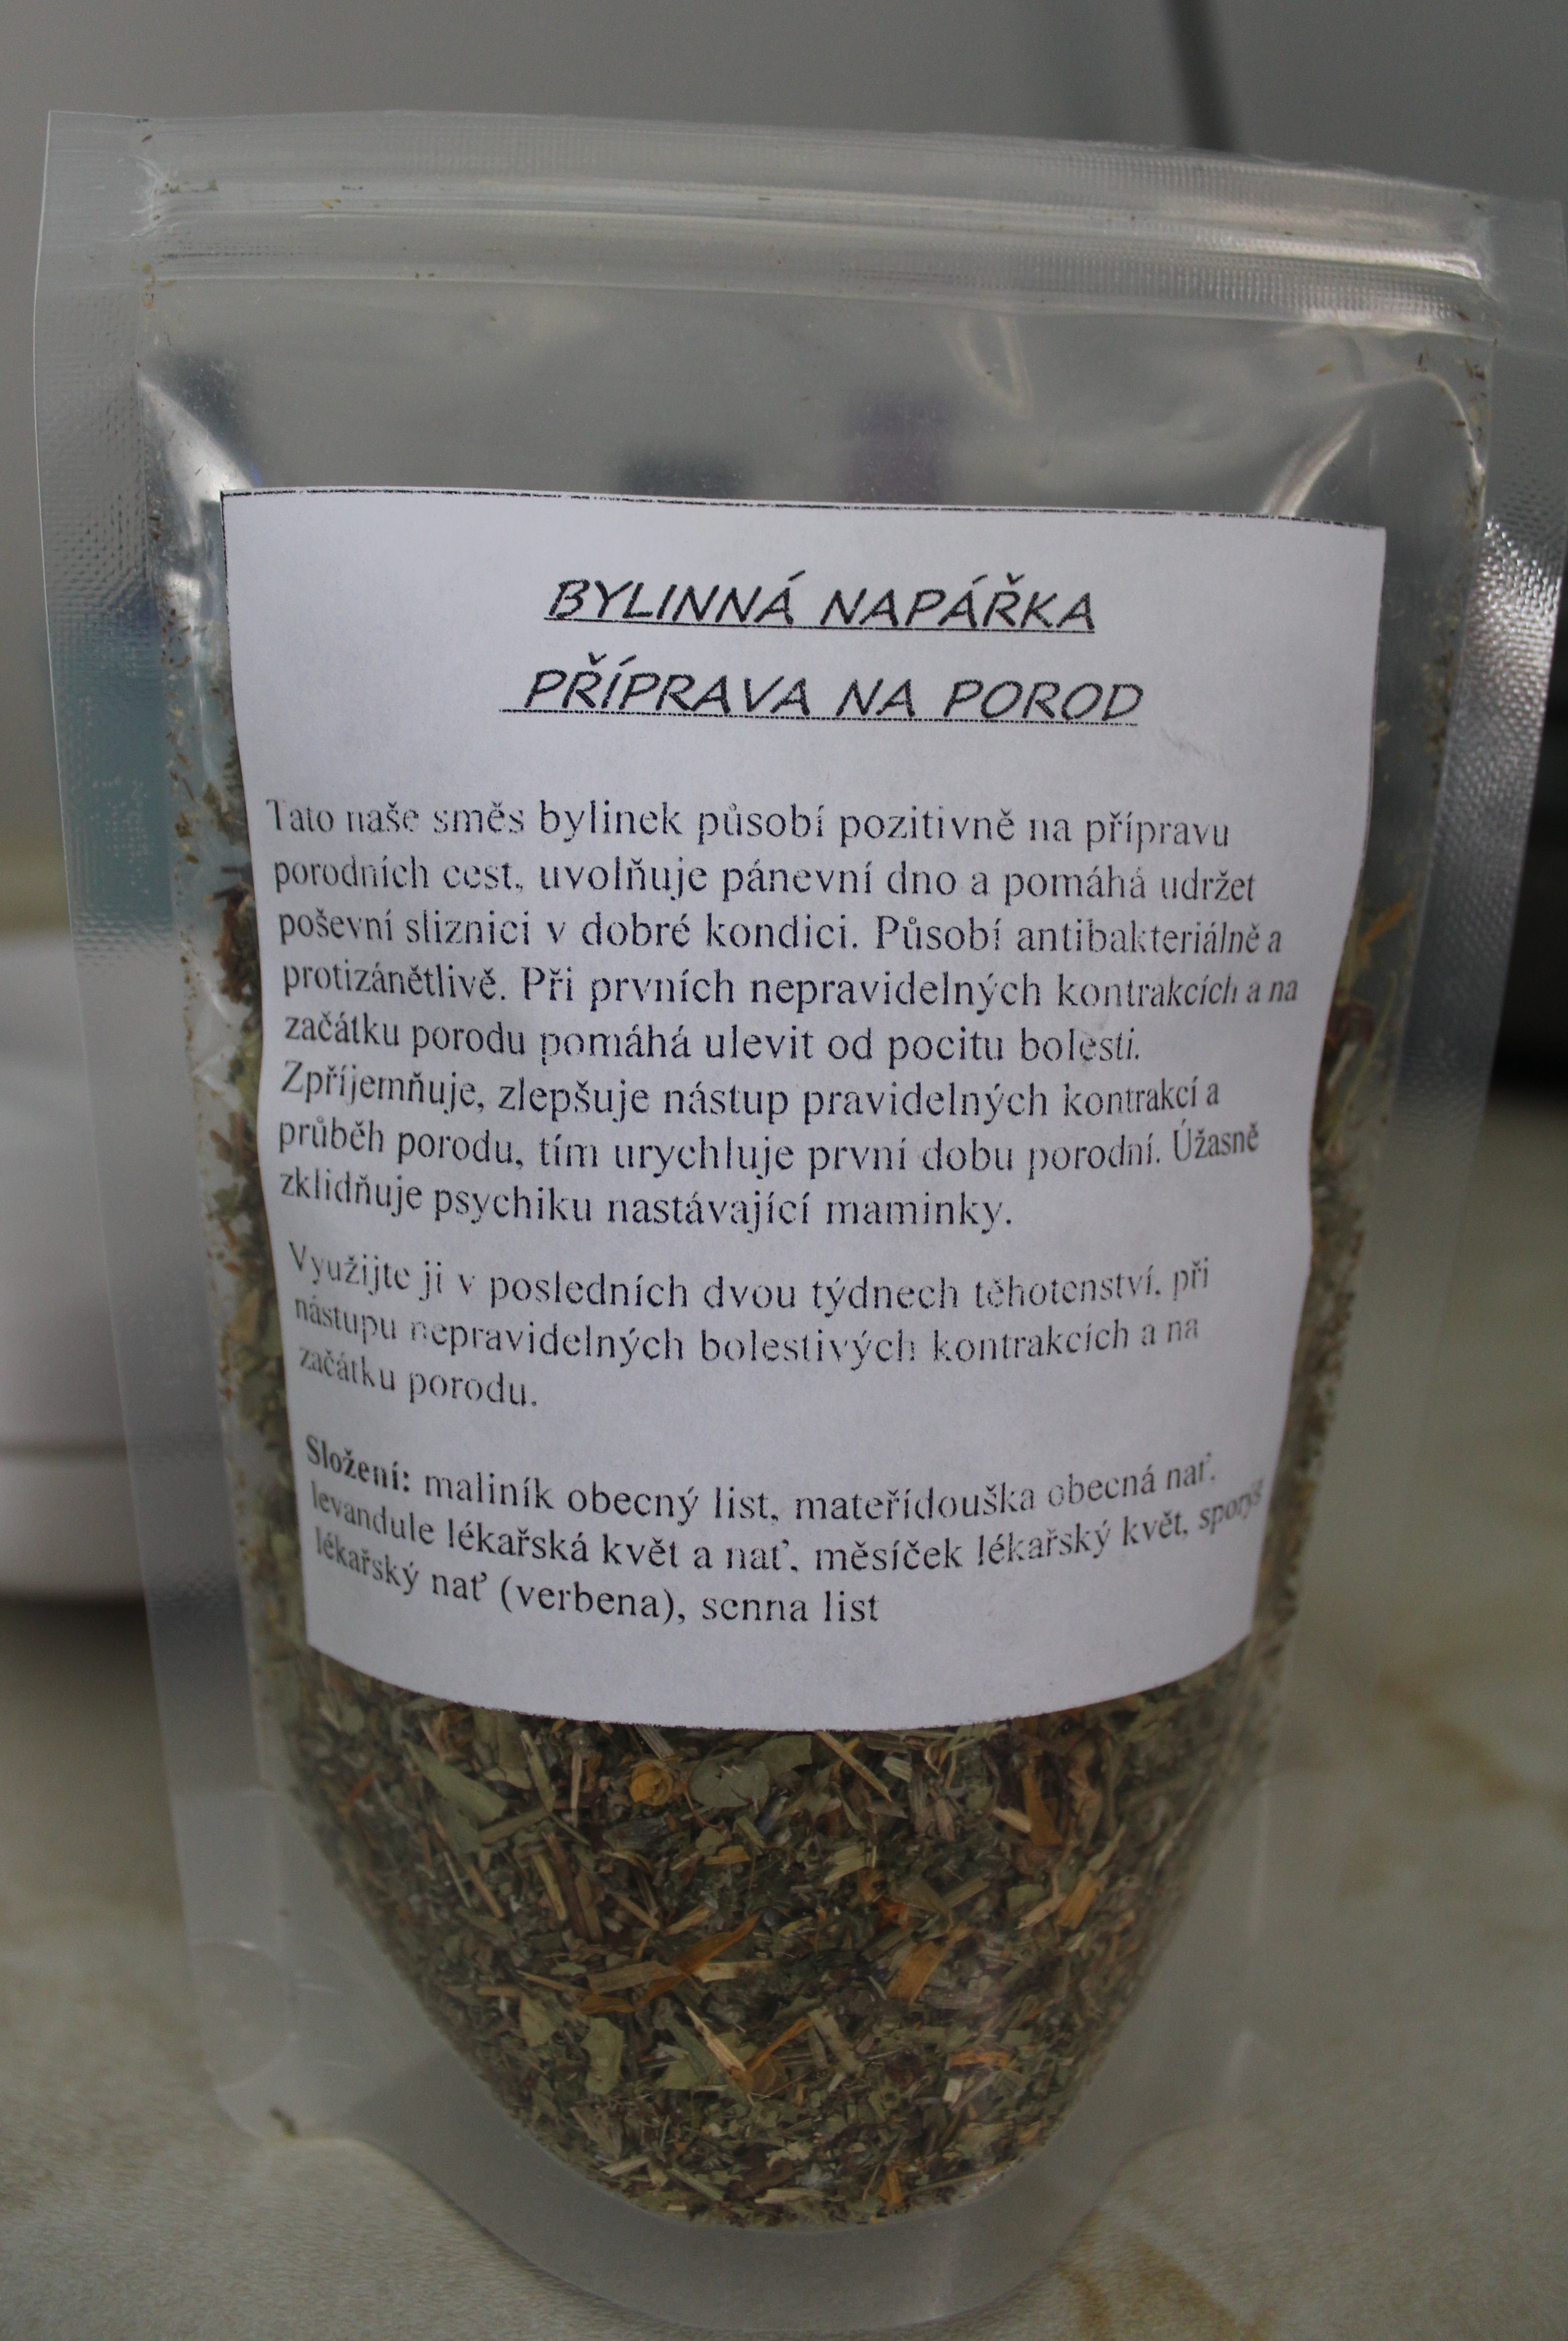 BYLINNÁ NAPÁŘKA
PŘÍPRAVA NA POROD
Tato naše směs bylinek působí pozitivně na přípravu
porodních cest, uvolňuje pánevní dno a pomáhá udržet
poševní sliznici v dobré kondici. Působí antibakteriálně a
protizánětlivě. Při prvních nepravidelných kontrakcích a na
začátku porodu pomáhá ulevit od pocitu bolesti.
Zpříjemňuje, zlepšuje nástup pravidelných kontrakcí a
průběh porodu, tím urychluje první dobu porodní. Úžasně
zklidňuje psychiku nastávající maminky.
Využijte ji v posledních dvou týdnech těhotenství, při
nástupu nepravidelných bolestivých kontrakcích a na
začátku porodu.
Složení: maliník obecný list, mateřídouška obecná nať,
levandule lékařská květ a nať, měsíček lékařský květ, sporýš
lékařský nať (verbena), senna list